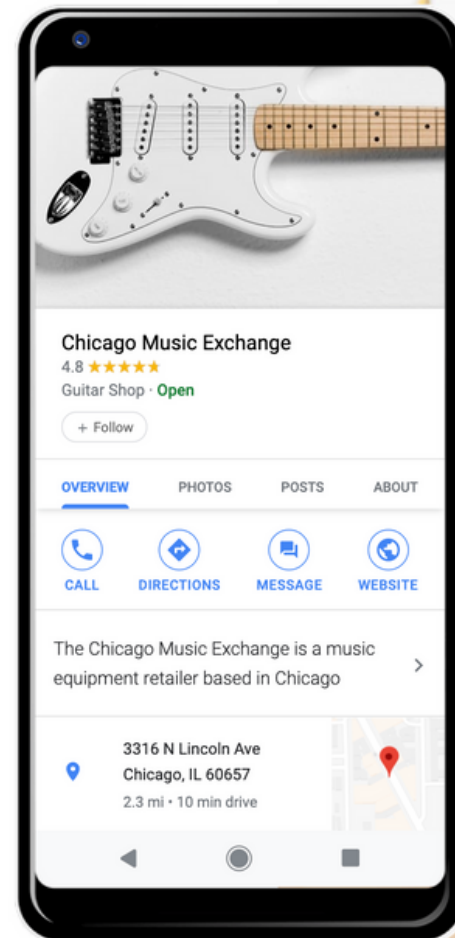 Chicago Music Exchange
4.8
Guitar Shop · Open
+ Follow
OVERVIEW PHOTOS POSTS ABOUT
CALL DIRECTIONS MESSAGE WEBSITE
The Chicago Music Exchange is a music
equipment retailer based in Chicago
3316 N Lincoln Ave
Chicago, IL 60657
2.3 mi • 10 min drive